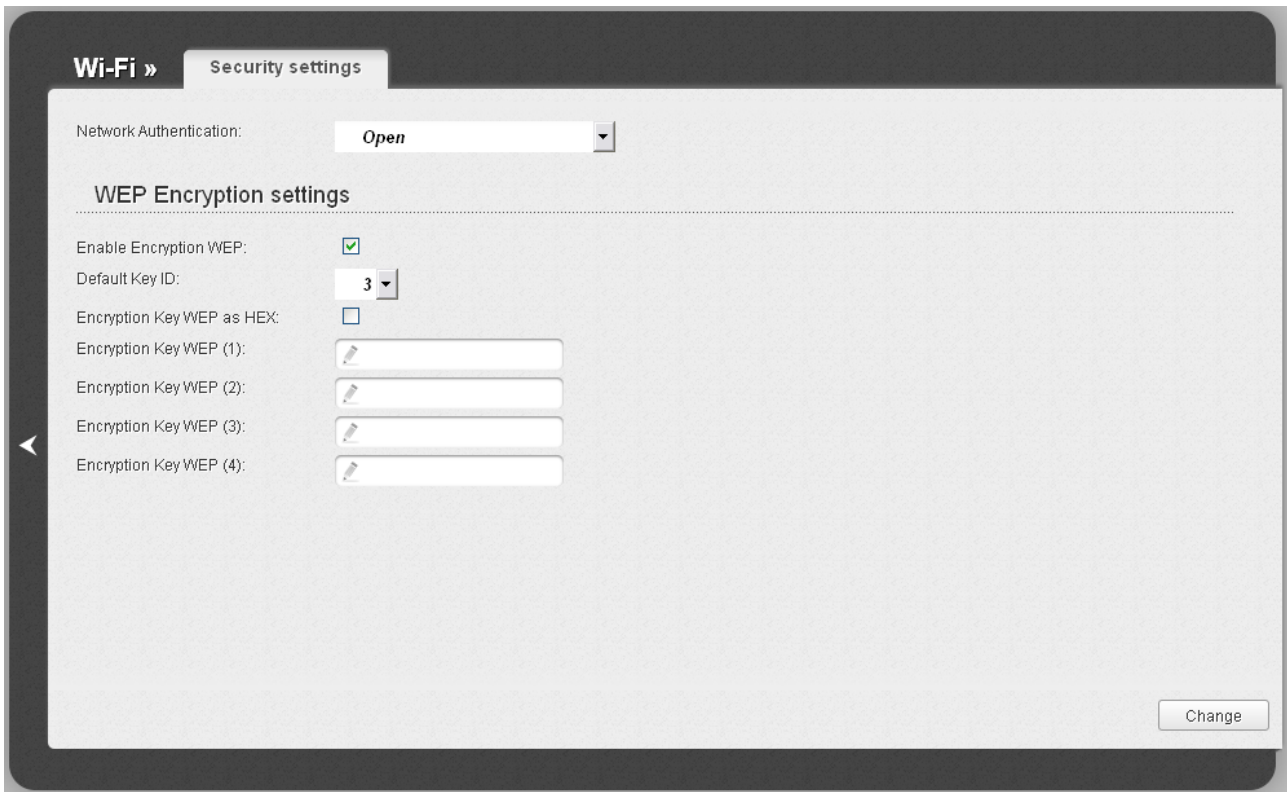 Wi-Fi » Security settings
Network Authentication: Open
WEP Encryption settings
Enable Encryption WEP:
Default Key ID: 3
Encryption Key WEP as HEX:
Encryption Key WEP (1):
Encryption Key WEP (2):
Encryption Key WEP (3):
Encryption Key WEP (4):
Change